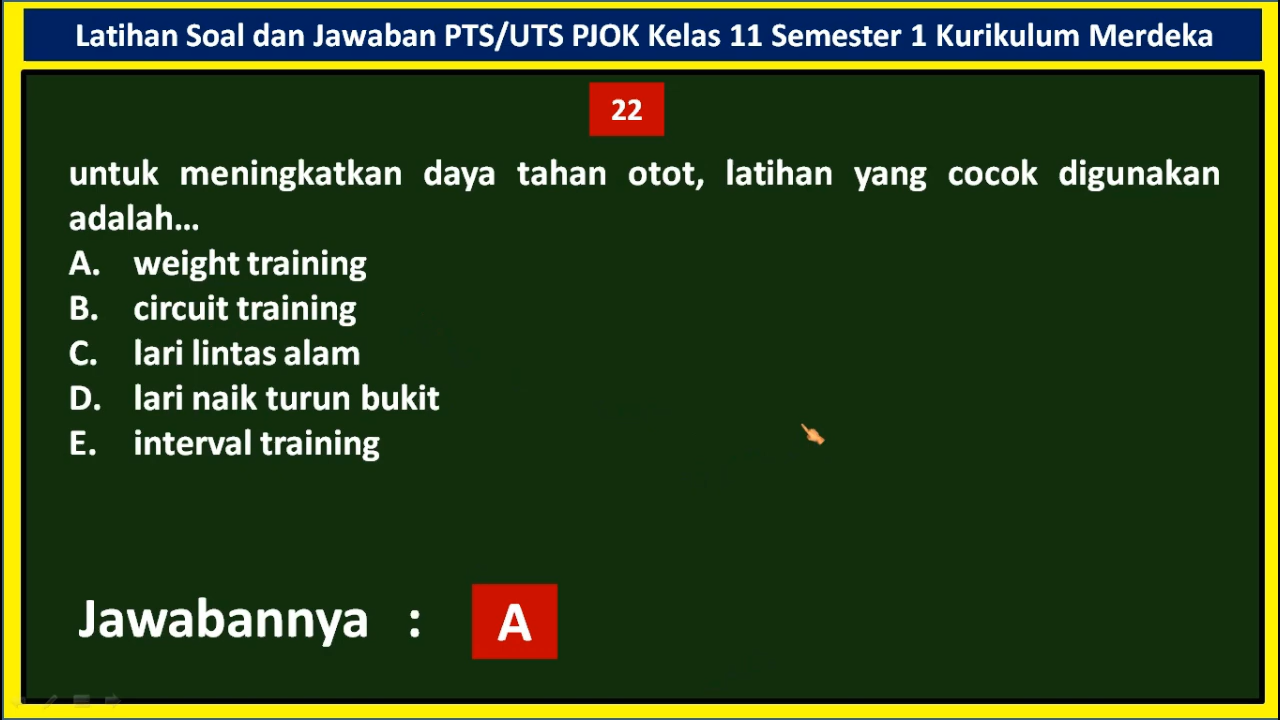 Latihan Soal dan Jawaban PTS/UTS PJOK Kelas 11 Semester 1 Kurikulum Merdeka
22
untuk meningkatkan daya tahan otot, latihan yang cocok digunakan
adalah...
A. weight training
B. circuit training
C. lari lintas alam
D. lari naik turun bukit
E. interval training
Jawabannya : A